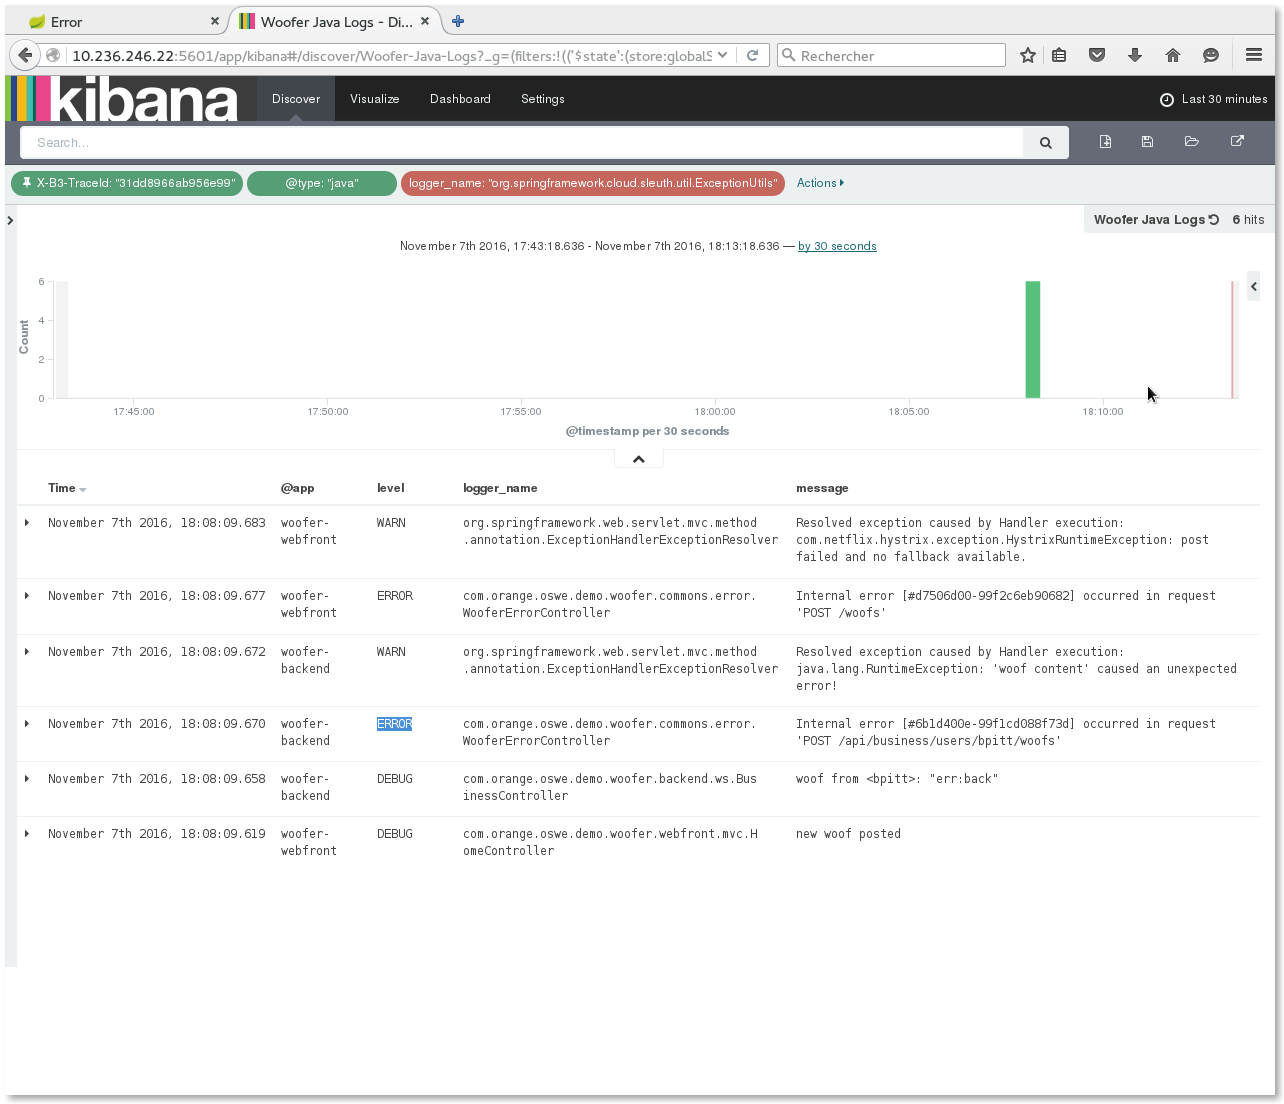 Error
Woofer Java Logs - Di...
10.236.246.22:5601/app/kibana#/discover/Woofer-Java-Logs?_g=(filters:!(('$state':(store:globalS
Rechercher
kibana
Discover
Visualize
Dashboard
Settings
Last 30 minutes
Search...
X-B3-TraceId: "31dd8966ab956e99"
@type: "java"
logger_name: "org.springframework.cloud.sleuth.util.ExceptionUtils"
Actions
Woofer Java Logs 6 hits
November 7th 2016, 17:43:18.636 - November 7th 2016, 18:13:18.636 — by 30 seconds
6
4
2
0
Count
17:45:00 17:50:00 17:55:00 18:00:00 18:05:00 18:10:00
@timestamp per 30 seconds
Time @app level logger_name message
November 7th 2016, 18:08:09.683 woofer- WARN org.springframework.web.servlet.mvc.method Resolved exception caused by Handler execution:
webfront .annotation.ExceptionHandlerExceptionResolver com.netflix.hystrix.exception.HystrixRuntimeException: post
failed and no fallback available.
November 7th 2016, 18:08:09.677 woofer- ERROR com.orange.oswe.demo.woofer.commons.error. Internal error [#d7506d00-99f2c6eb90682] occurred in request
webfront WooferErrorController 'POST /woofs'
November 7th 2016, 18:08:09.672 woofer- WARN org.springframework.web.servlet.mvc.method Resolved exception caused by Handler execution:
backend .annotation.ExceptionHandlerExceptionResolver java.lang.RuntimeException: 'woof content' caused an unexpected
error!
November 7th 2016, 18:08:09.670 woofer- ERROR com.orange.oswe.demo.woofer.commons.error. Internal error [#6b1d400e-99f1cd088f73d] occurred in request
backend WooferErrorController 'POST /api/business/users/bpitt/woofs'
November 7th 2016, 18:08:09.658 woofer- DEBUG com.orange.oswe.demo.woofer.backend.ws.Bus woof from <bpitt>: "err:back"
backend inessController
November 7th 2016, 18:08:09.619 woofer- DEBUG com.orange.oswe.demo.woofer.webfront.mvc.H new woof posted
webfront omeController